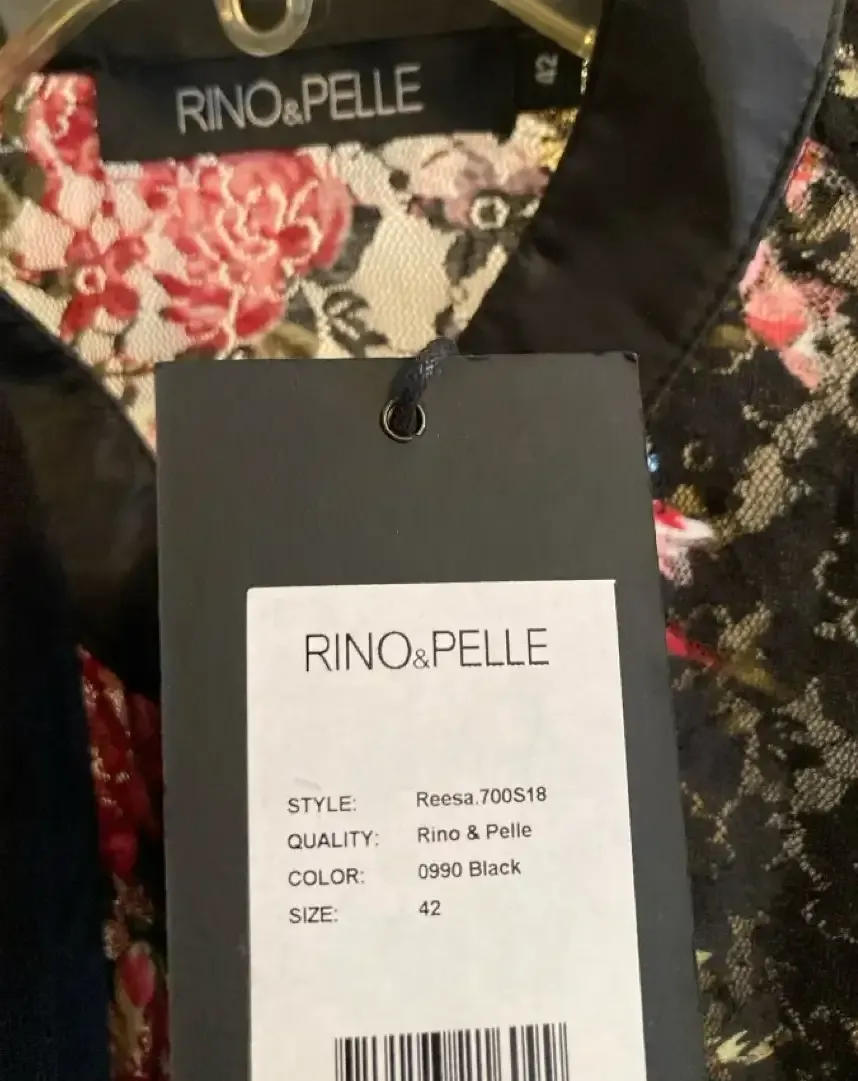 RINO&PELLE
42
RINO&PELLE
STYLE: Reesa.700S18
QUALITY: Rino & Pelle
COLOR: 0990 Black
SIZE: 42